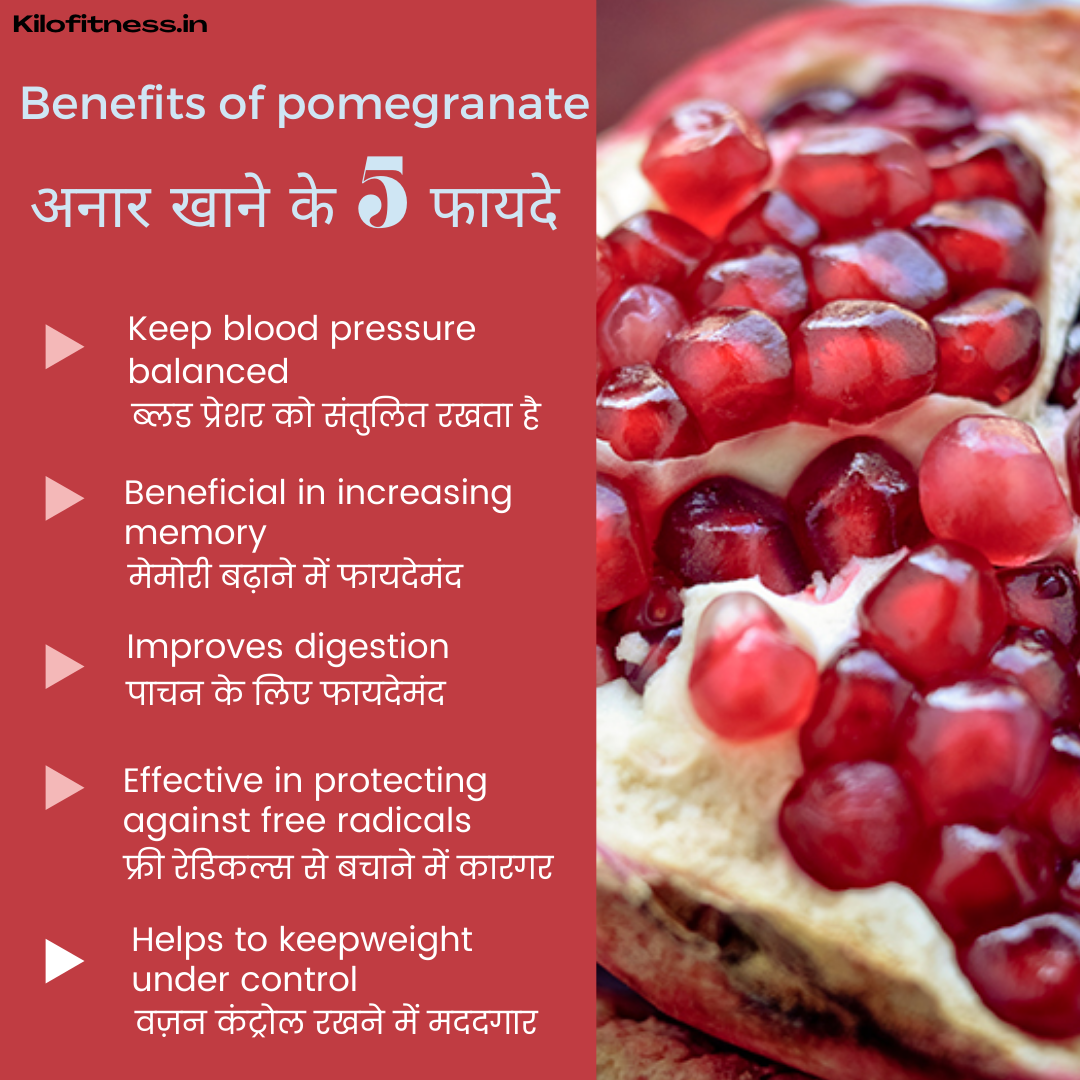 Kilofitness.in
Benefits of pomegranate
अनार खाने के 5 फायदे
Keep blood pressure
balanced
ब्लड प्रेशर को संतुलित रखता है
Beneficial in increasing
memory
मेमोरी बढ़ाने में फायदेमंद
Improves digestion
पाचन के लिए फायदेमंद
Effective in protecting
against free radicals
फ्री रेडिकल्स से बचाने में कारगर
Helps to keepweight
under control
वज़न कंट्रोल रखने में मददगार